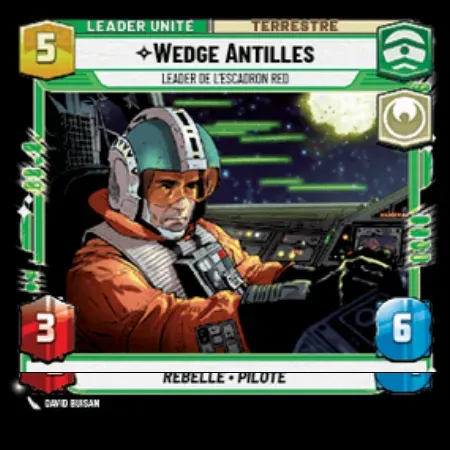 LEADER UNITÉ
TERRESTRE
5
WEDGE ANTILLES
LEADER DE L'ESCADRON RED
3
6
REBELLE • PILOTE
DAVID BUISAN